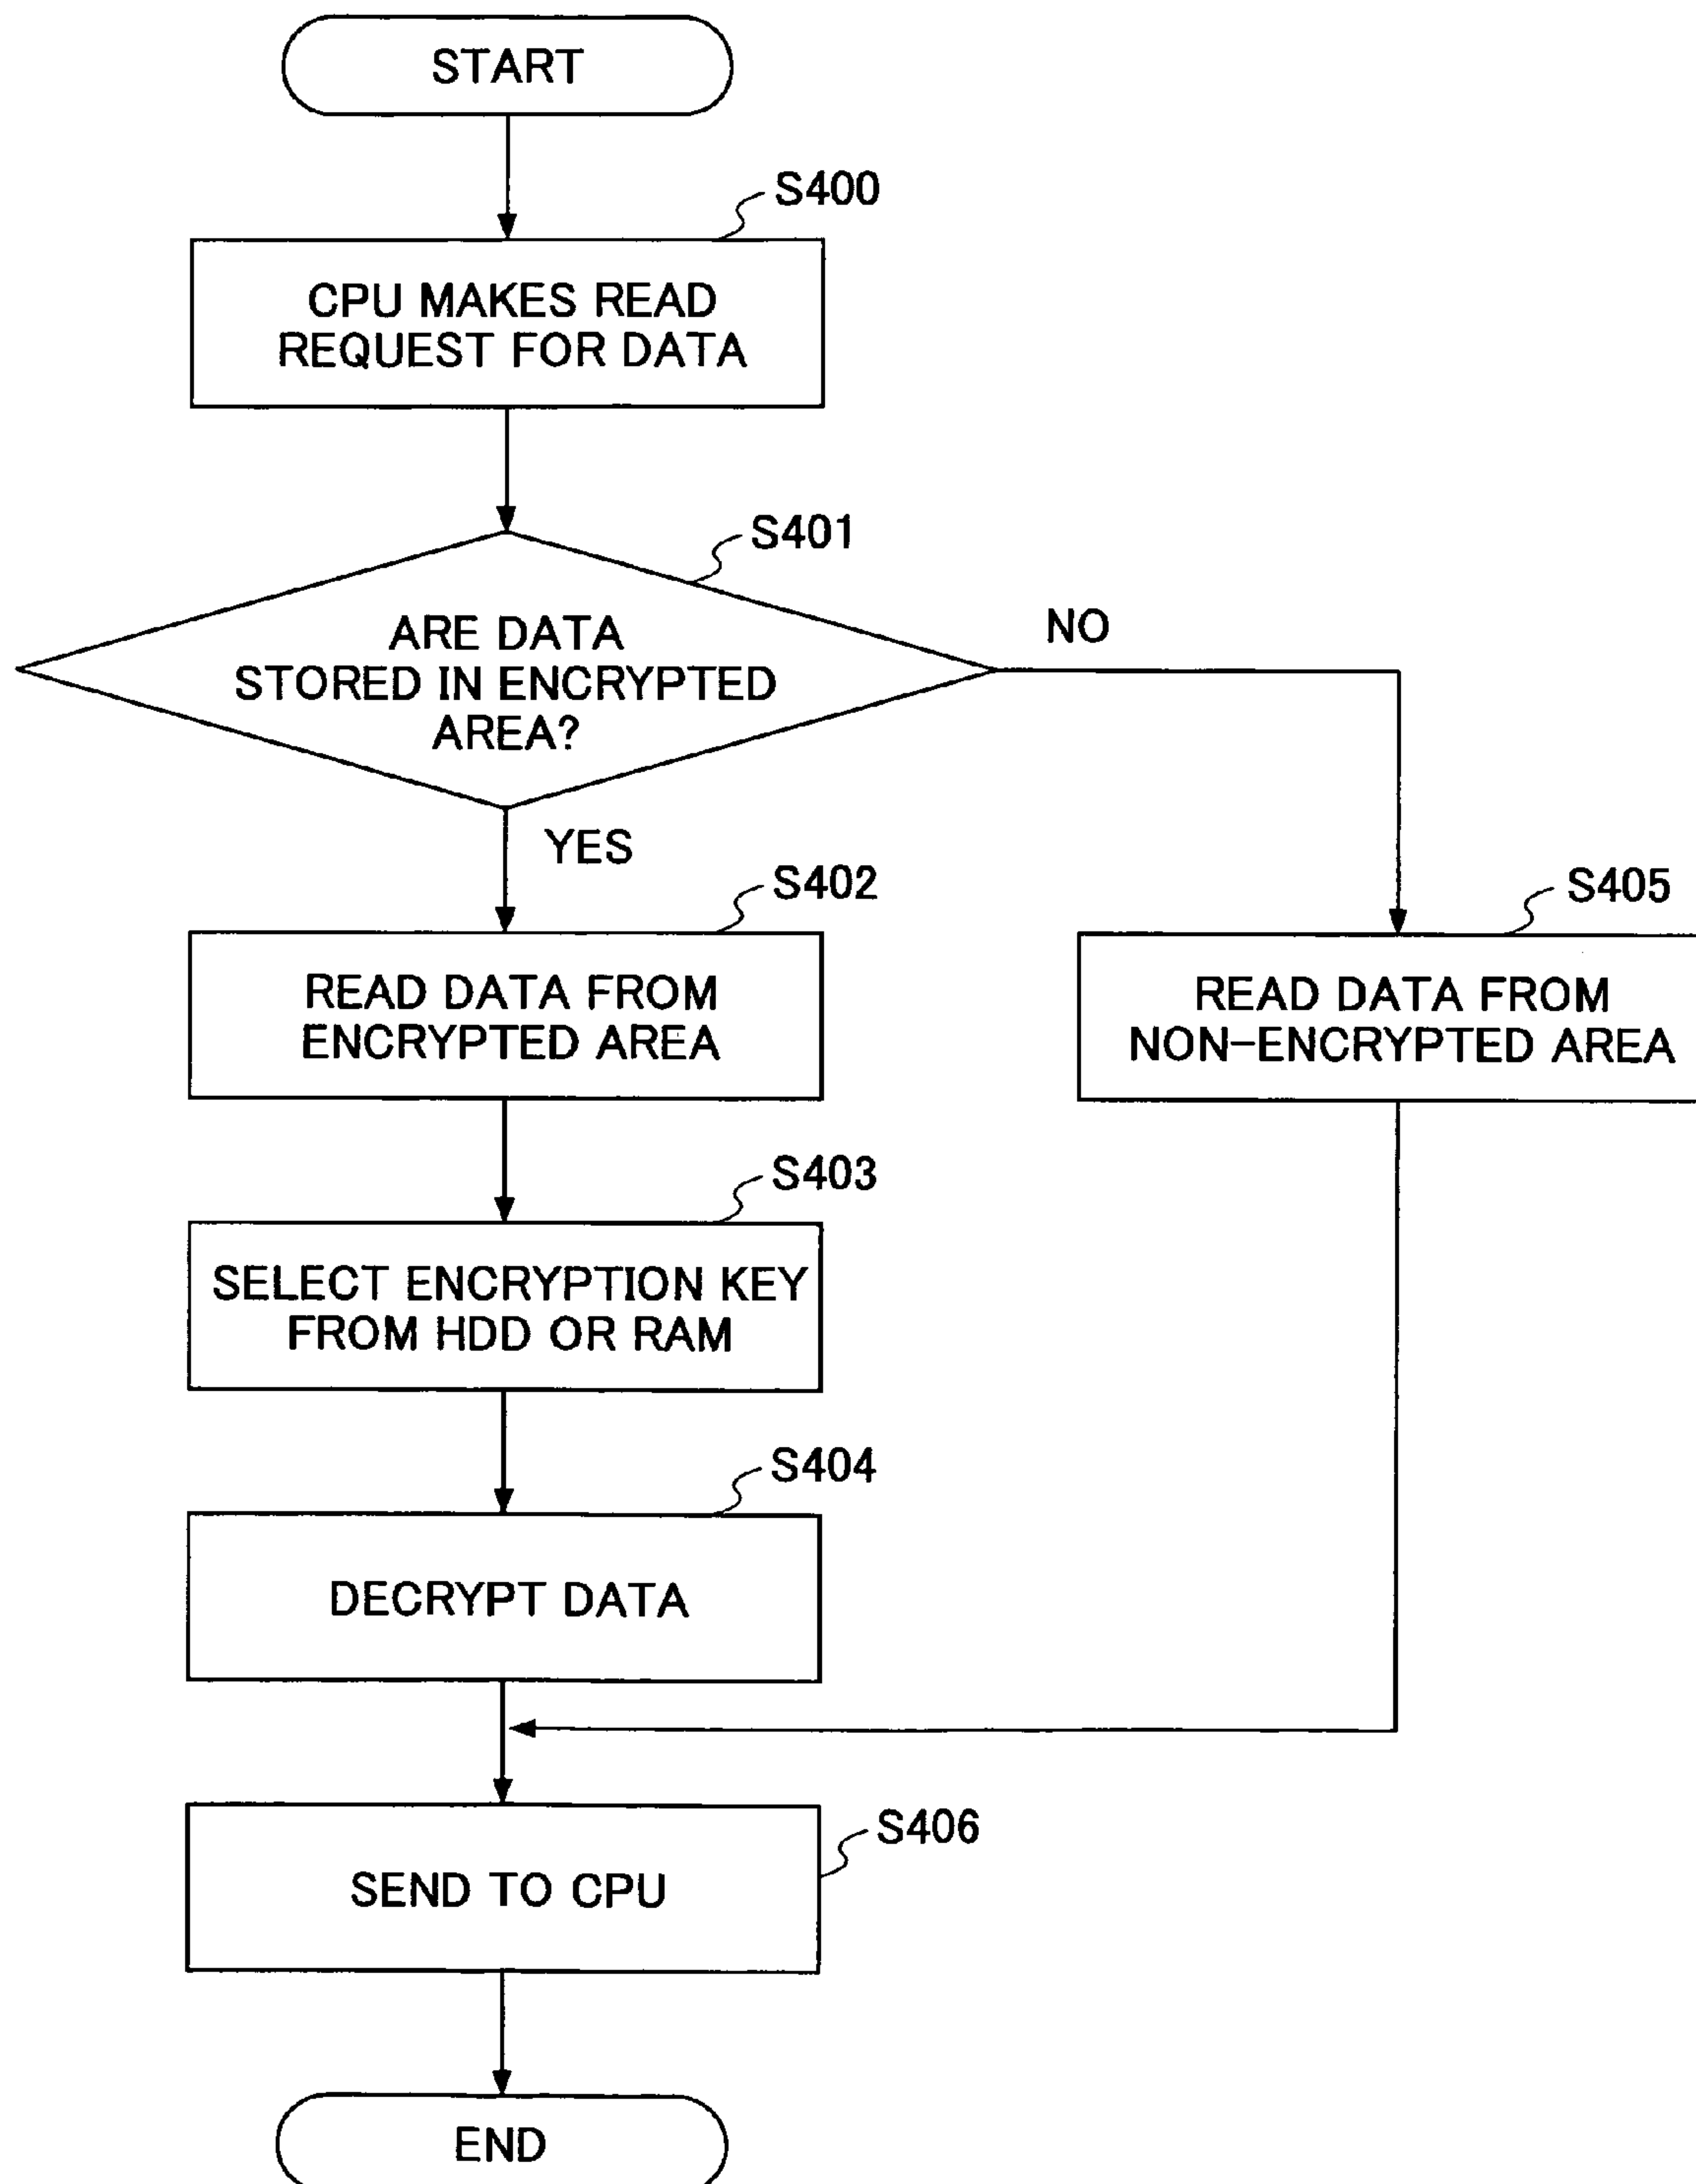 START
S400
CPU MAKES READ
REQUEST FOR DATA
S401
ARE DATA
STORED IN ENCRYPTED
AREA?
NO
YES
S402
READ DATA FROM
ENCRYPTED AREA
S405
READ DATA FROM
NON-ENCRYPTED AREA
S403
SELECT ENCRYPTION KEY
FROM HDD OR RAM
S404
DECRYPT DATA
S406
SEND TO CPU
END